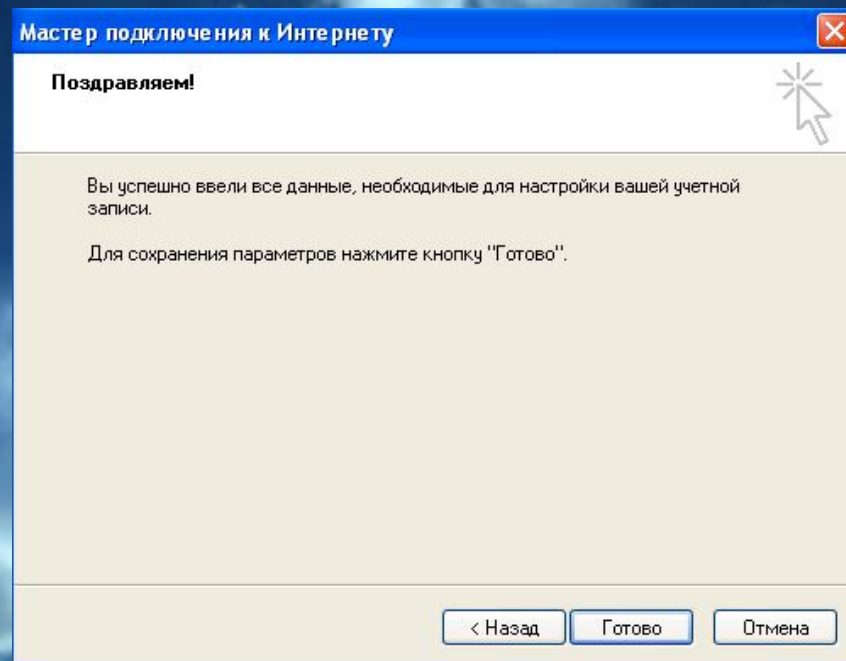 Мастер подключения к Интернету
Поздравляем!
Вы успешно ввели все данные, необходимые для настройки вашей учетной
записи.
Для сохранения параметров нажмите кнопку "Готово".
< Назад
Готово
Отмена